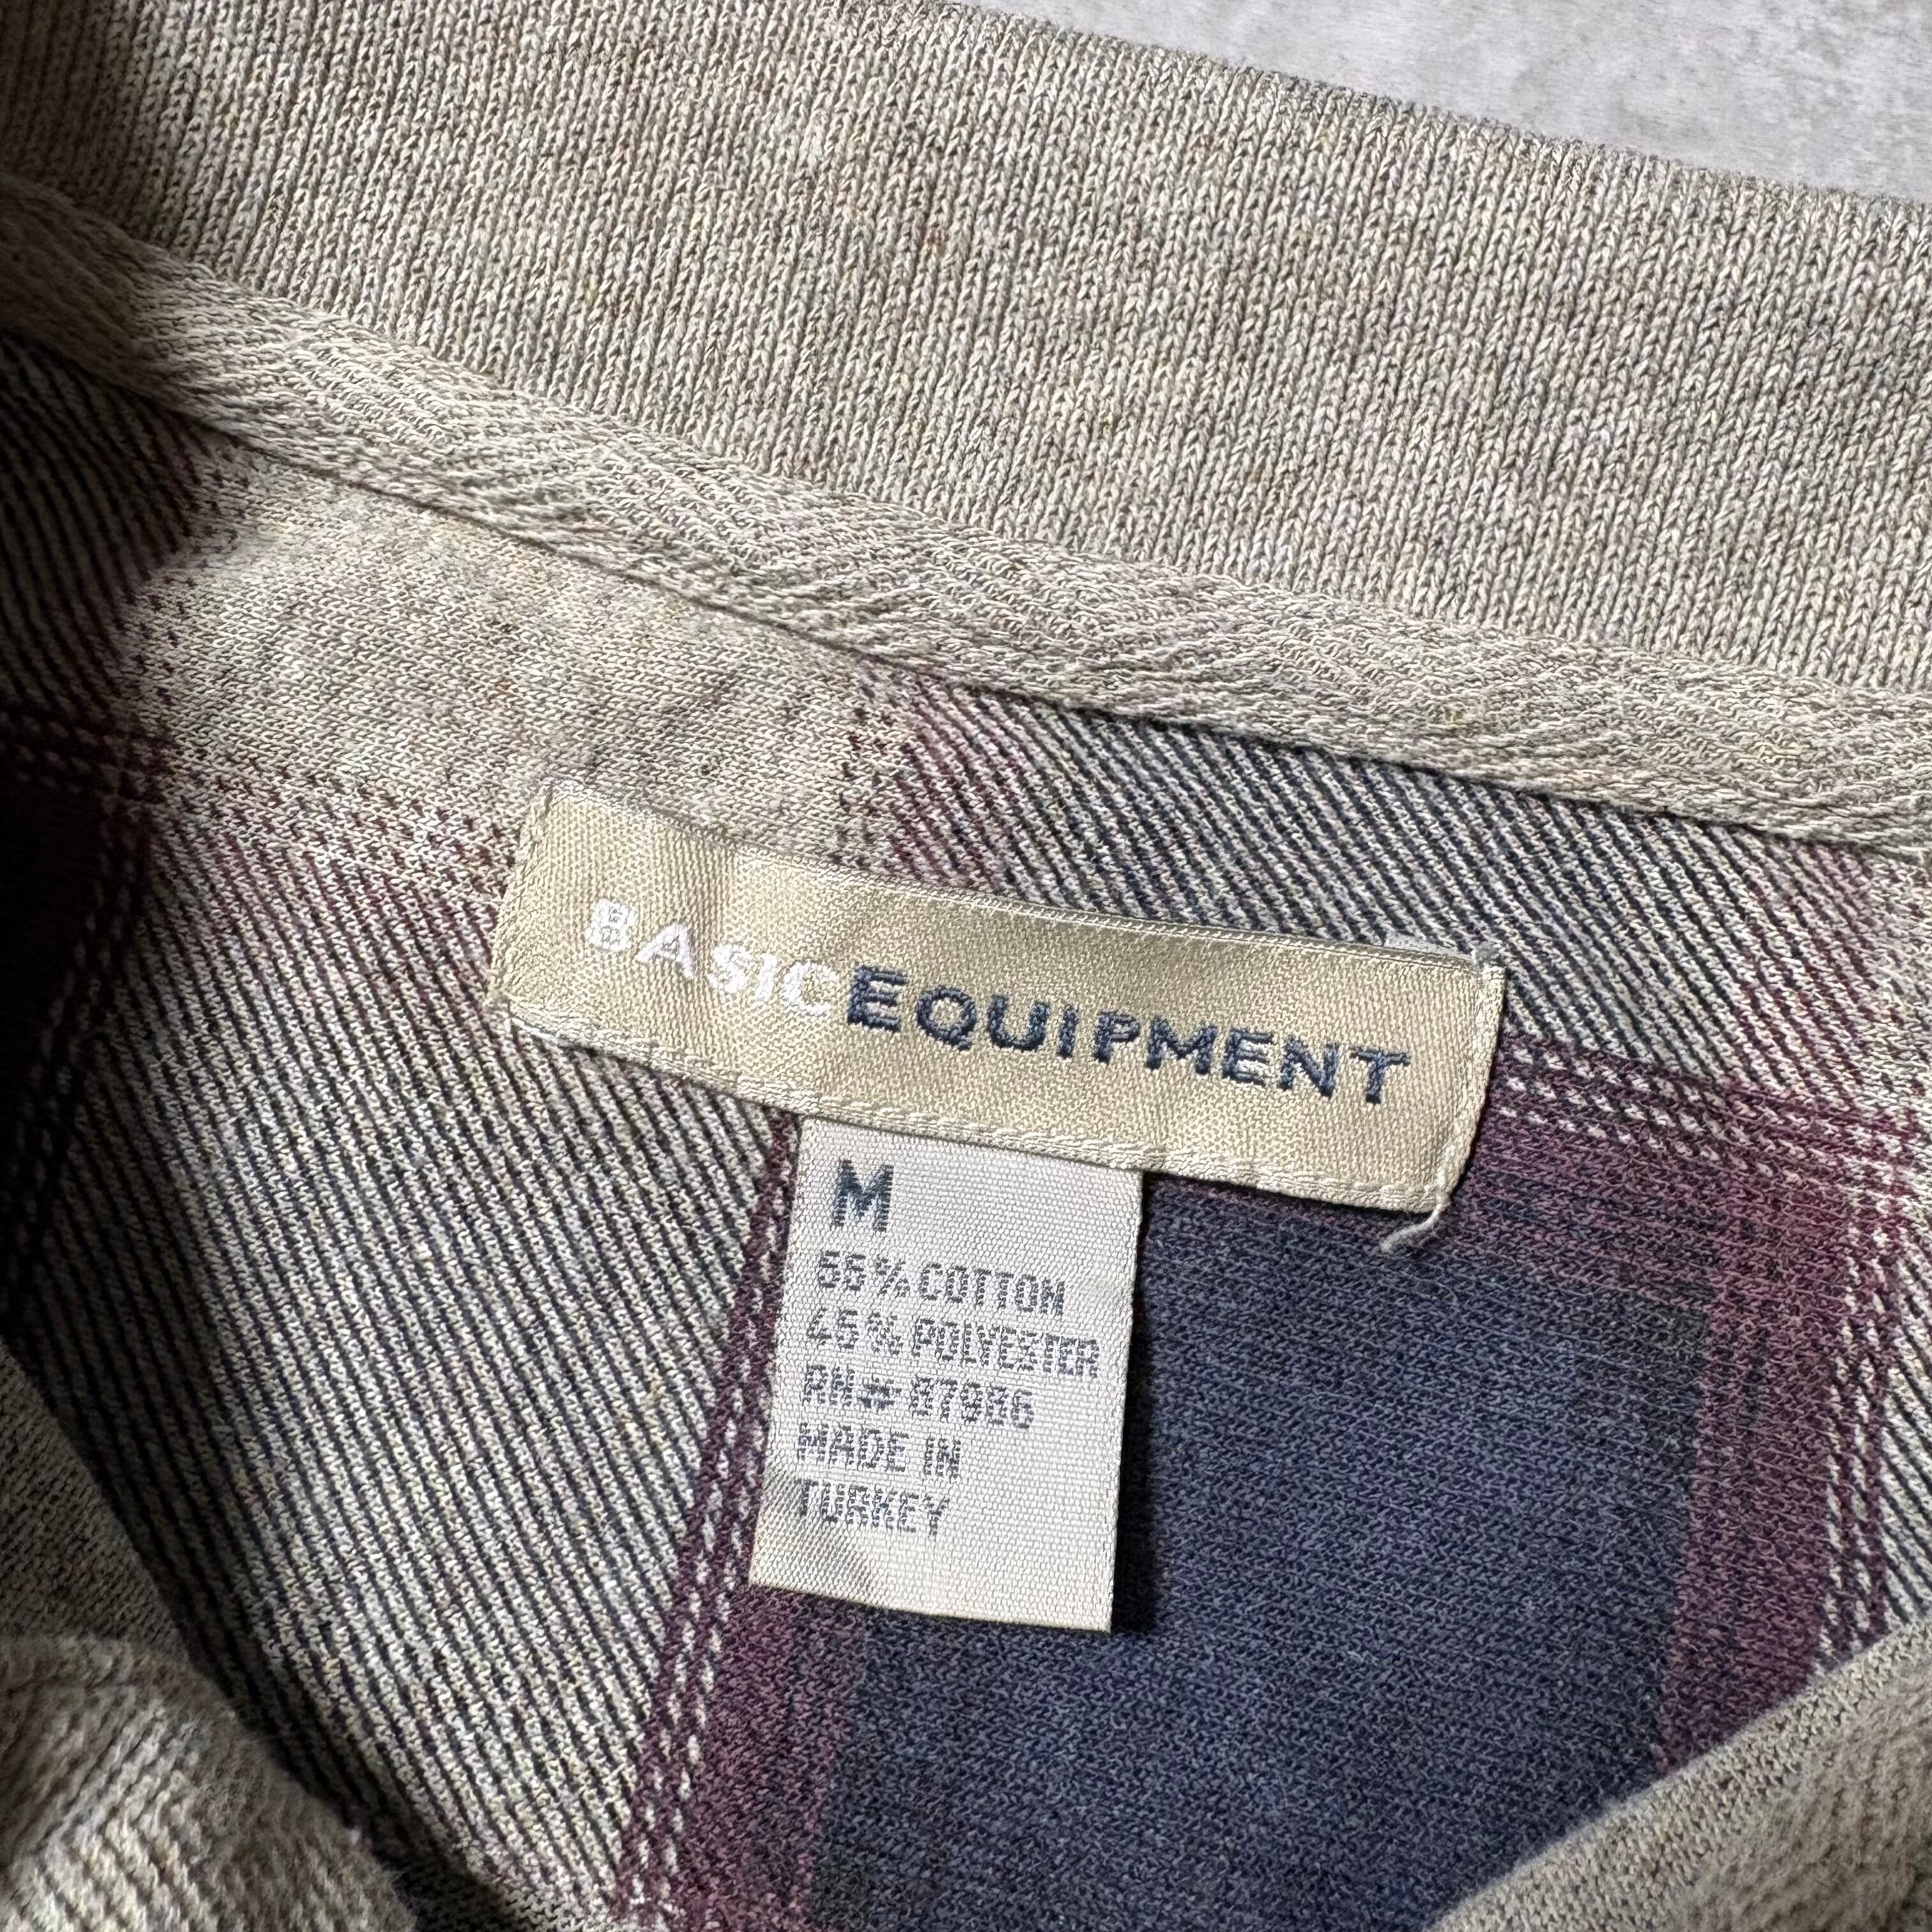 BASICEQUIPMENT
M
55% COTTON
45% POLYESTER
RN# 87986
MADE IN
TURKEY